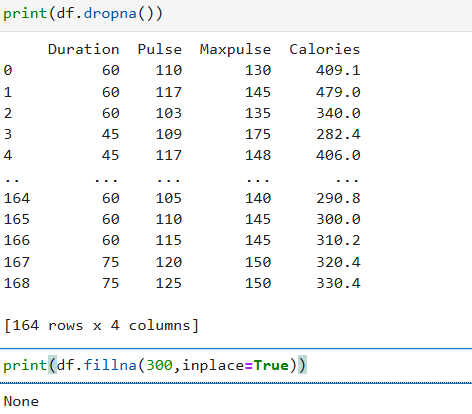 print(df.dropna())
Duration Pulse Maxpulse Calories
0 60 110 130 409.1
1 60 117 145 479.0
2 60 103 135 340.0
3 45 109 175 282.4
4 45 117 148 406.0
.. ... ... ... ...
164 60 105 140 290.8
165 60 110 145 300.0
166 60 115 145 310.2
167 75 120 150 320.4
168 75 125 150 330.4
[164 rows x 4 columns]
print(df.fillna(300,inplace=True))
None